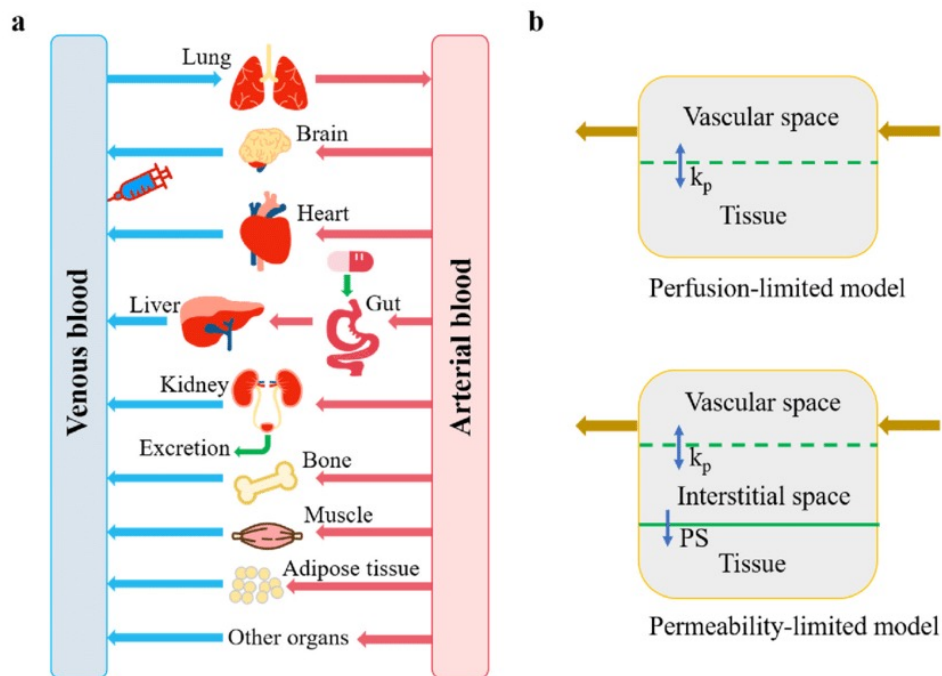 a
Venous blood
Lung
Brain
Heart
Liver
Gut
Kidney
Excretion
Bone
Muscle
Adipose tissue
Other organs
Arterial blood
b
Vascular space
kp
Tissue
Perfusion-limited model
Vascular space
kp
Interstitial space
PS
Tissue
Permeability-limited model